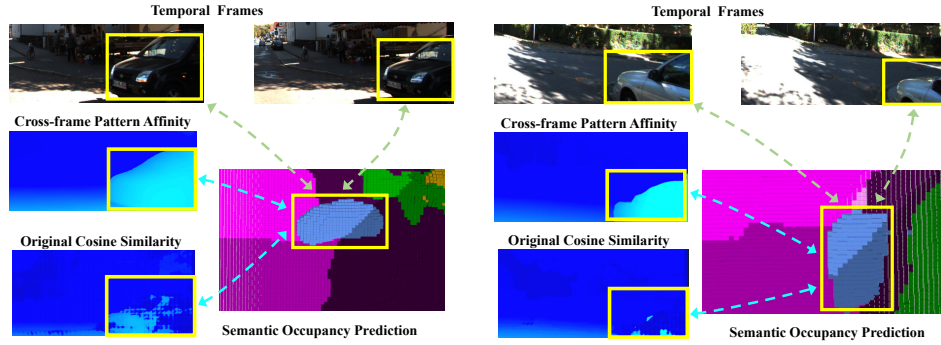 Temporal Frames
Cross-frame Pattern Affinity
Original Cosine Similarity
Semantic Occupancy Prediction
Temporal Frames
Cross-frame Pattern Affinity
Original Cosine Similarity
Semantic Occupancy Prediction